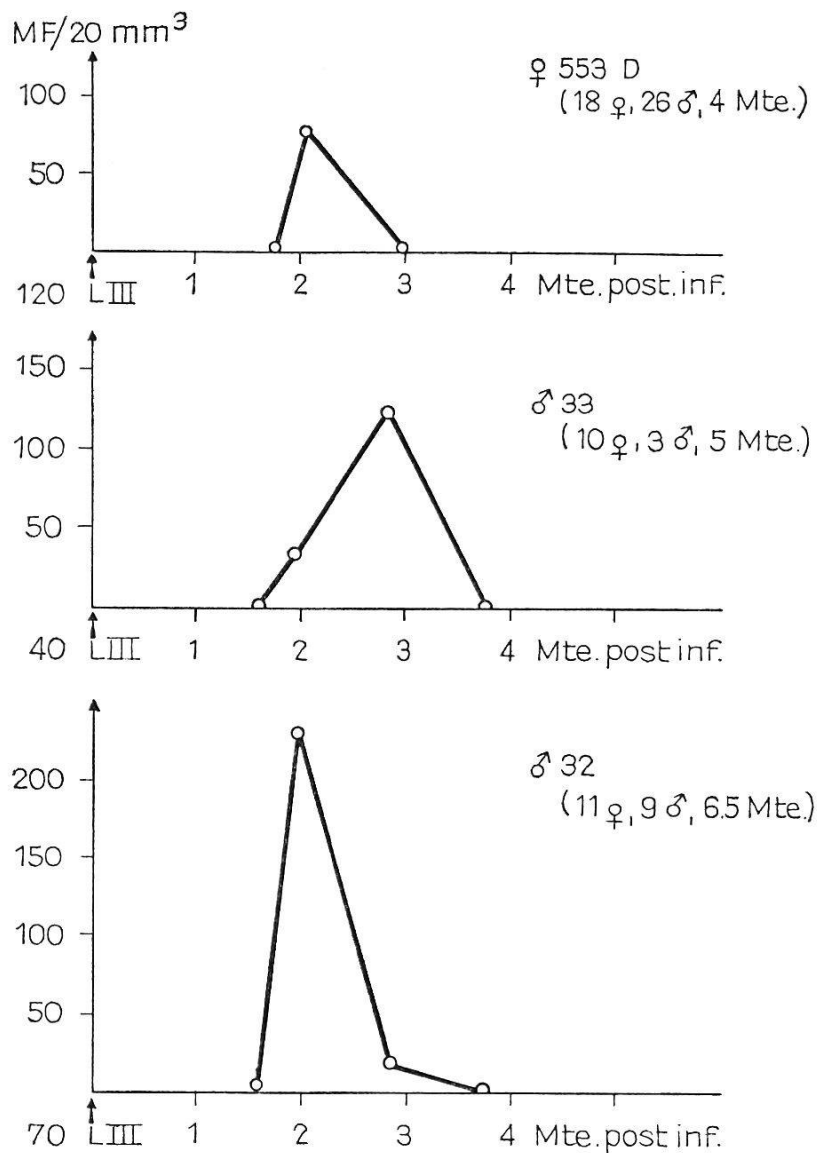 MF/20 mm³
♀ 553 D
(18 ♀, 26 ♂, 4 Mte.)
100
50
120 LIII 1 2 3 4 Mte. post. inf.
150
100
50
♂ 33
(10 ♀, 3 ♂, 5 Mte.)
40 LIII 1 2 3 4 Mte. post inf.
200
150
100
50
♂ 32
(11 ♀, 9 ♂, 6.5 Mte.)
70 LIII 1 2 3 4 Mte. post inf.